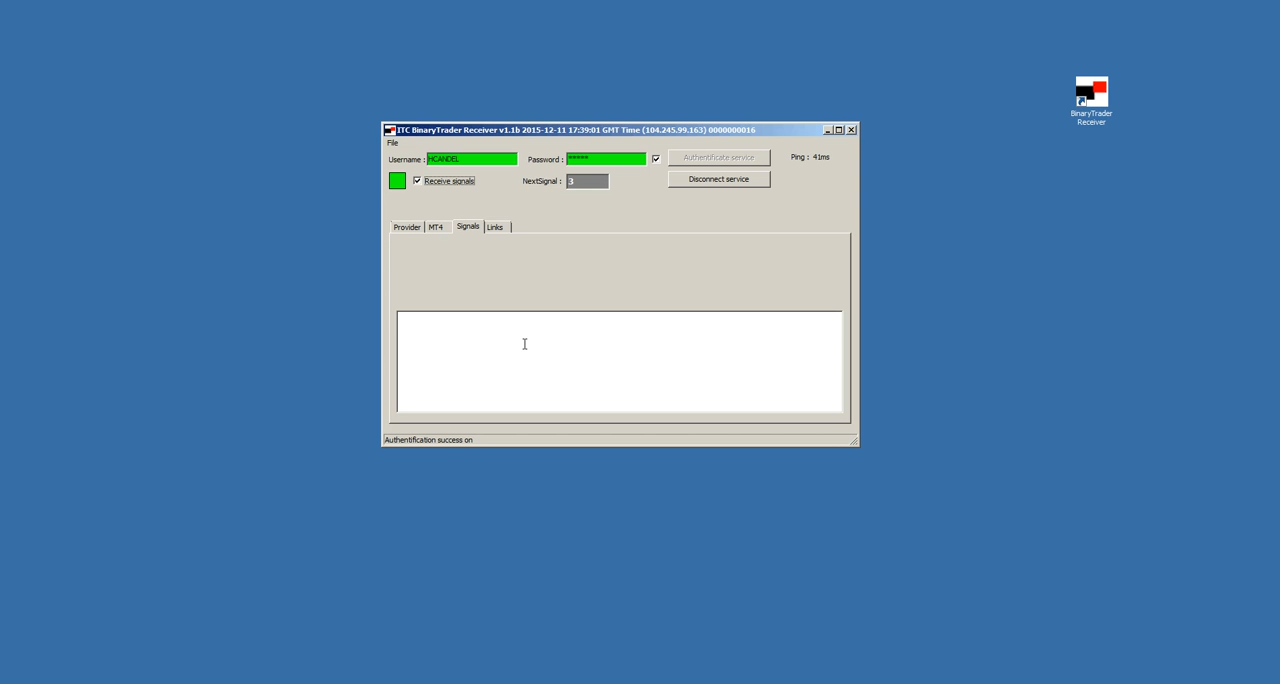 BinaryTrader
Receiver
ITC BinaryTrader Receiver v1.1b 2015-12-11 17:39:01 GMT Time (104.245.99.163) 0000000016
File
Username : HCANDEL Password : ***** Authentificate service Ping : 41ms
Receive signals NextSignal : 3 Disconnect service
Provider MT4 Signals Links
Authentification success on